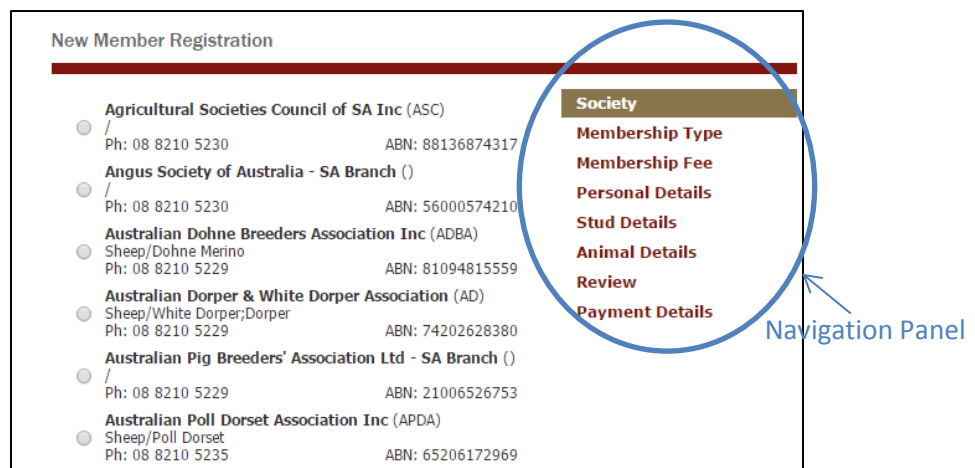 New Member Registration
Agricultural Societies Council of SA Inc (ASC)
/
Ph: 08 8210 5230 ABN: 88136874317
Angus Society of Australia - SA Branch ()
/
Ph: 08 8210 5230 ABN: 56000574210
Australian Dohne Breeders Association Inc (ADBA)
Sheep/Dohne Merino
Ph: 08 8210 5229 ABN: 81094815559
Australian Dorper & White Dorper Association (AD)
Sheep/White Dorper;Dorper
Ph: 08 8210 5229 ABN: 74202628380
Australian Pig Breeders' Association Ltd - SA Branch ()
/
Ph: 08 8210 5229 ABN: 21006526753
Australian Poll Dorset Association Inc (APDA)
Sheep/Poll Dorset
Ph: 08 8210 5235 ABN: 65206172969
Society
Membership Type
Membership Fee
Personal Details
Stud Details
Animal Details
Review
Payment Details
Navigation Panel